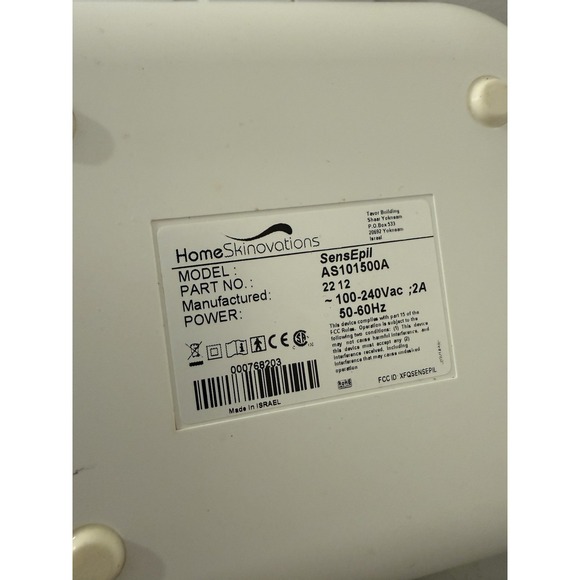 HomeSkinovations
Tavor Building
Shaar Yokneam
P.O.Box 533
20692 Yokneam
Israel
MODEL : SensEpil
PART NO.: AS101500A
Manufactured: 22 12
POWER: ~ 100-240Vac ;2A
50-60Hz
This device complies with part 15 of the
FCC Rules. Operation is subject to the
following two conditions: (1) This device
may not cause harmful interference, and
(2) this device must accept any
interference received, including
interference that may cause undesired
operation
000768203
Made in ISRAEL
RoHS
FCC ID: XFQSENSEPIL